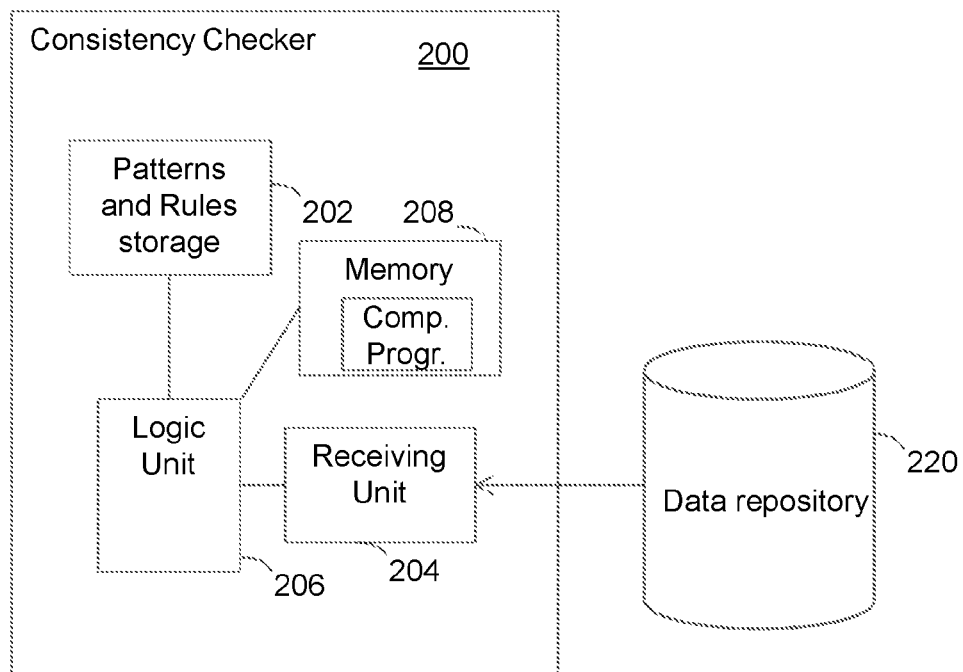 Consistency Checker
200
Patterns
and Rules
storage
202
208
Memory
Comp.
Progr.
Logic
Unit
Receiving
Unit
206
204
Data repository
220